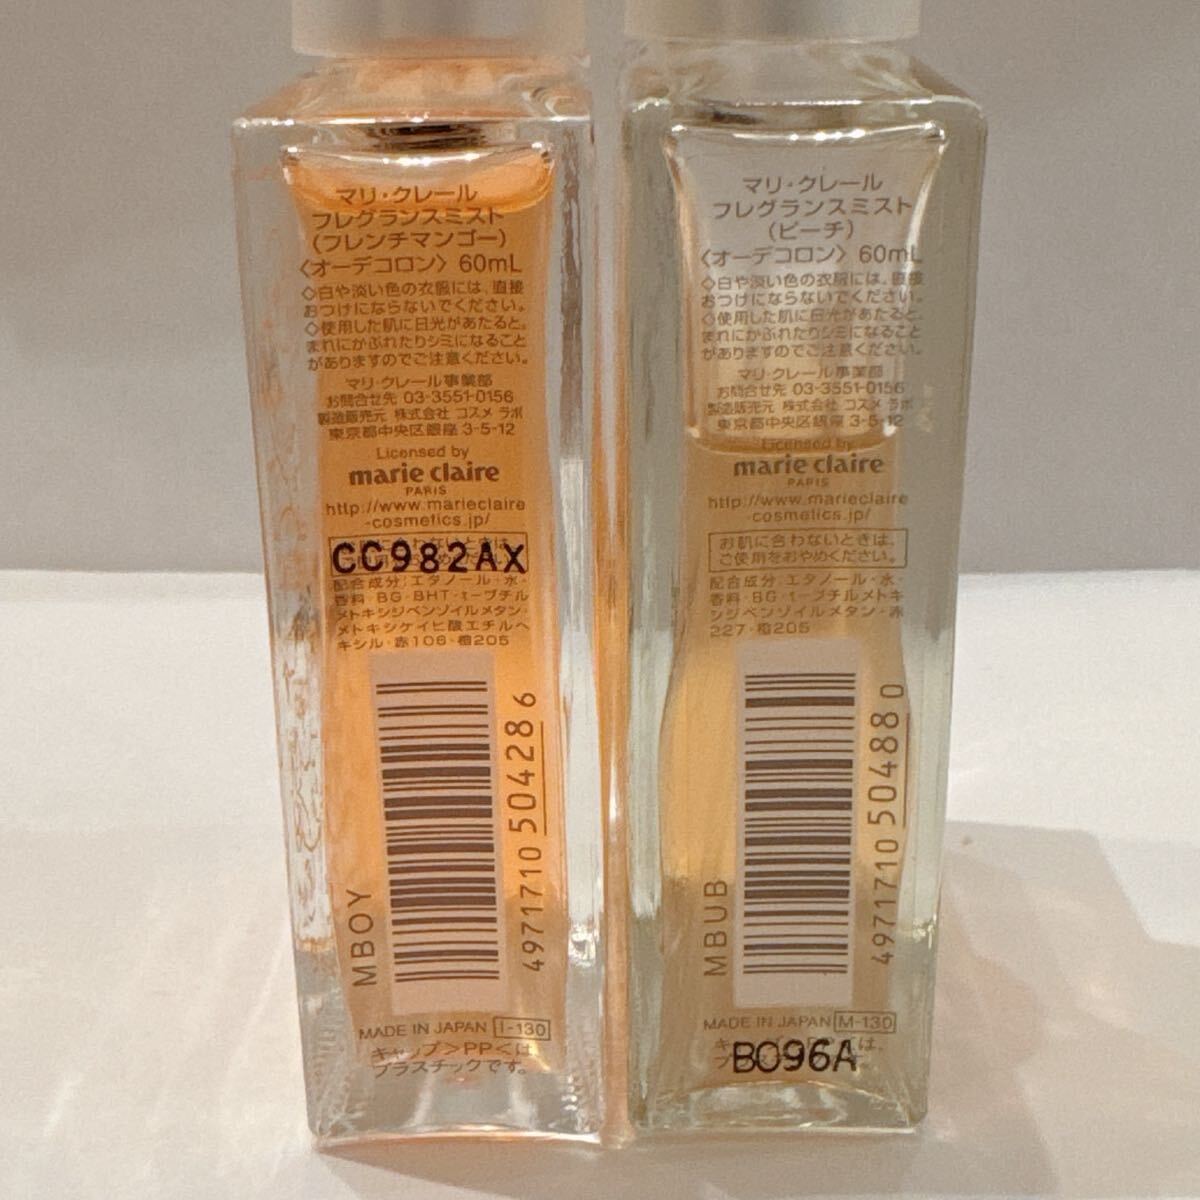 マリ・クレール
フレグランスミスト
(フレンチマンゴー)
〈オーデコロン〉 60mL
◇白や淡い色の衣服には、直接
おつけにならないでください。
◇使用した肌に日光があたると、
まれにかぶれたりシミになること
がありますのでご注意ください。
マリ・クレール事業部
お問合せ先 03-3551-0156
製造販売元 株式会社 コスメ ラボ
東京都中央区銀座 3-5-12
Licensed by
marie claire
PARIS
http://www.marieclaire
-cosmetics.jp/
CC982AX
配合成分:エタノール・水・
香料・BG・BHT・t-ブチル
メトキシジベンゾイルメタン・
メトキシケイヒ酸エチルヘ
キシル・赤106・橙205
MBOY
4971710504286
MADE IN JAPAN I-130
キャップ>PP<は
プラスチックです。
マリ・クレール
フレグランスミスト
(ピーチ)
〈オーデコロン〉 60mL
◇白や淡い色の衣服には、直接
おつけにならないでください。
◇使用した肌に日光があたると、
まれにかぶれたりシミになること
がありますのでご注意ください。
マリ・クレール事業部
お問合せ先 03-3551-0156
製造販売元 株式会社 コスメ ラボ
東京都中央区銀座 3-5-12
Licensed by
marie claire
PARIS
http://www.marieclaire
-cosmetics.jp/
お肌に合わないときは、
ご使用をおやめください。
配合成分:エタノール・水・
香料・BG・t-ブチルメトキ
シジベンゾイルメタン・赤
227・橙205
MBUB
4971710504880
MADE IN JAPAN M-130
BO96A